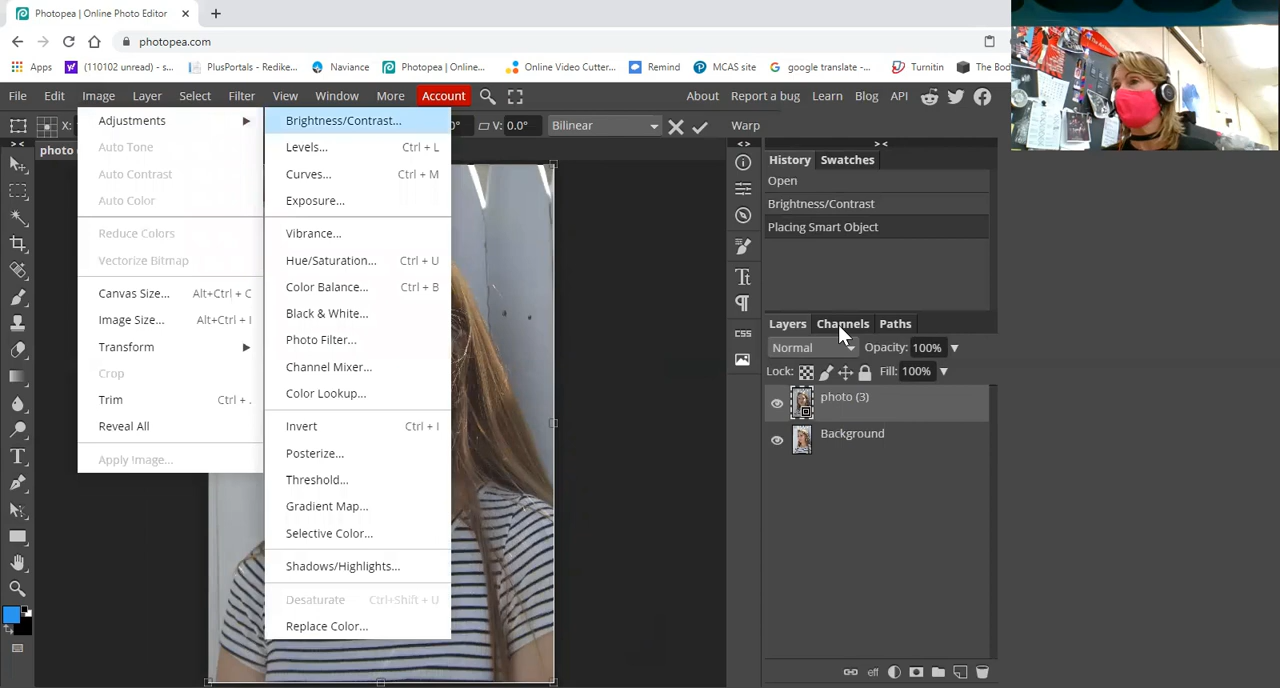 Photopea | Online Photo Editor
photopea.com
Apps (110102 unread) - s... PlusPortals - Redike... Naviance Photopea | Online... Online Video Cutter... Remind MCAS site google translate -... Turnitin The Bod
File Edit Image Layer Select Filter View Window More Account About Report a bug Learn Blog API
X: 0° V: 0.0° Bilinear Warp
photo
Adjustments
Auto Tone
Auto Contrast
Auto Color
Reduce Colors
Vectorize Bitmap
Canvas Size... Alt+Ctrl + C
Image Size... Alt+Ctrl + I
Transform
Crop
Trim Ctrl + .
Reveal All
Apply Image...
Brightness/Contrast...
Levels... Ctrl + L
Curves... Ctrl + M
Exposure...
Vibrance...
Hue/Saturation... Ctrl + U
Color Balance... Ctrl + B
Black & White...
Photo Filter...
Channel Mixer...
Color Lookup...
Invert Ctrl + I
Posterize...
Threshold...
Gradient Map...
Selective Color...
Shadows/Highlights...
Desaturate Ctrl+Shift + U
Replace Color...
History Swatches
Open
Brightness/Contrast
Placing Smart Object
CSS
Layers Channels Paths
Normal Opacity: 100%
Lock: Fill: 100%
photo (3)
Background
eff